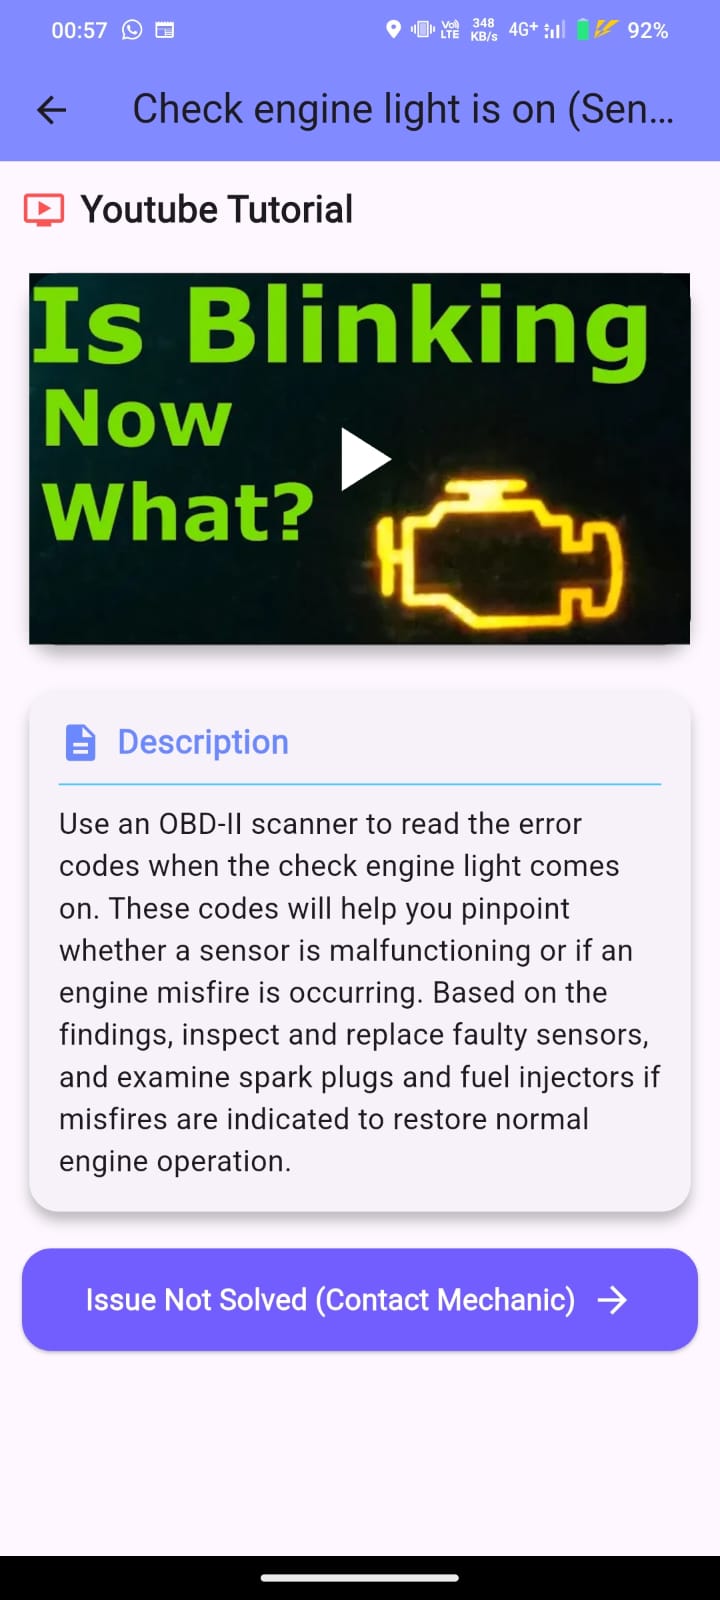 00:57
Vo)) LTE
348 KB/s
4G+
92%
Check engine light is on (Sen...
Youtube Tutorial
Is Blinking
Now
What?
Description
Use an OBD-II scanner to read the error
codes when the check engine light comes
on. These codes will help you pinpoint
whether a sensor is malfunctioning or if an
engine misfire is occurring. Based on the
findings, inspect and replace faulty sensors,
and examine spark plugs and fuel injectors if
misfires are indicated to restore normal
engine operation.
Issue Not Solved (Contact Mechanic)